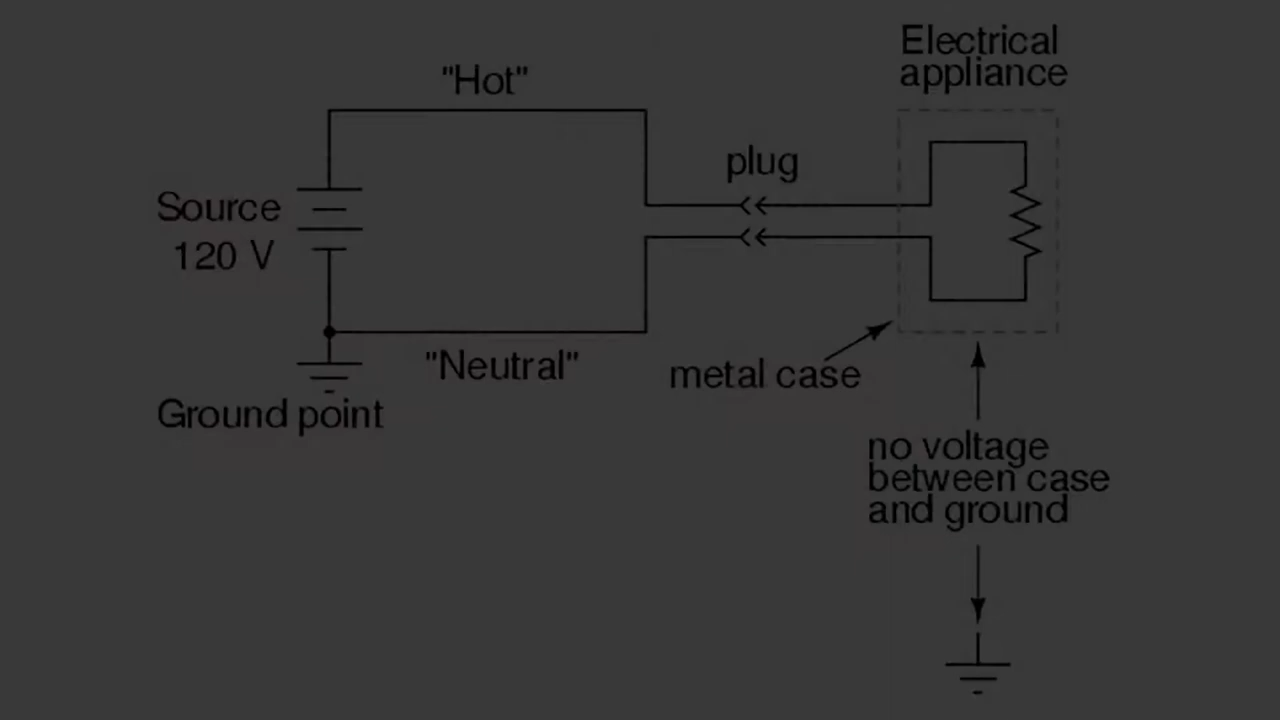 Electrical
appliance
"Hot"
plug
Source
120 V
"Neutral"
metal case
Ground point
no voltage
between case
and ground